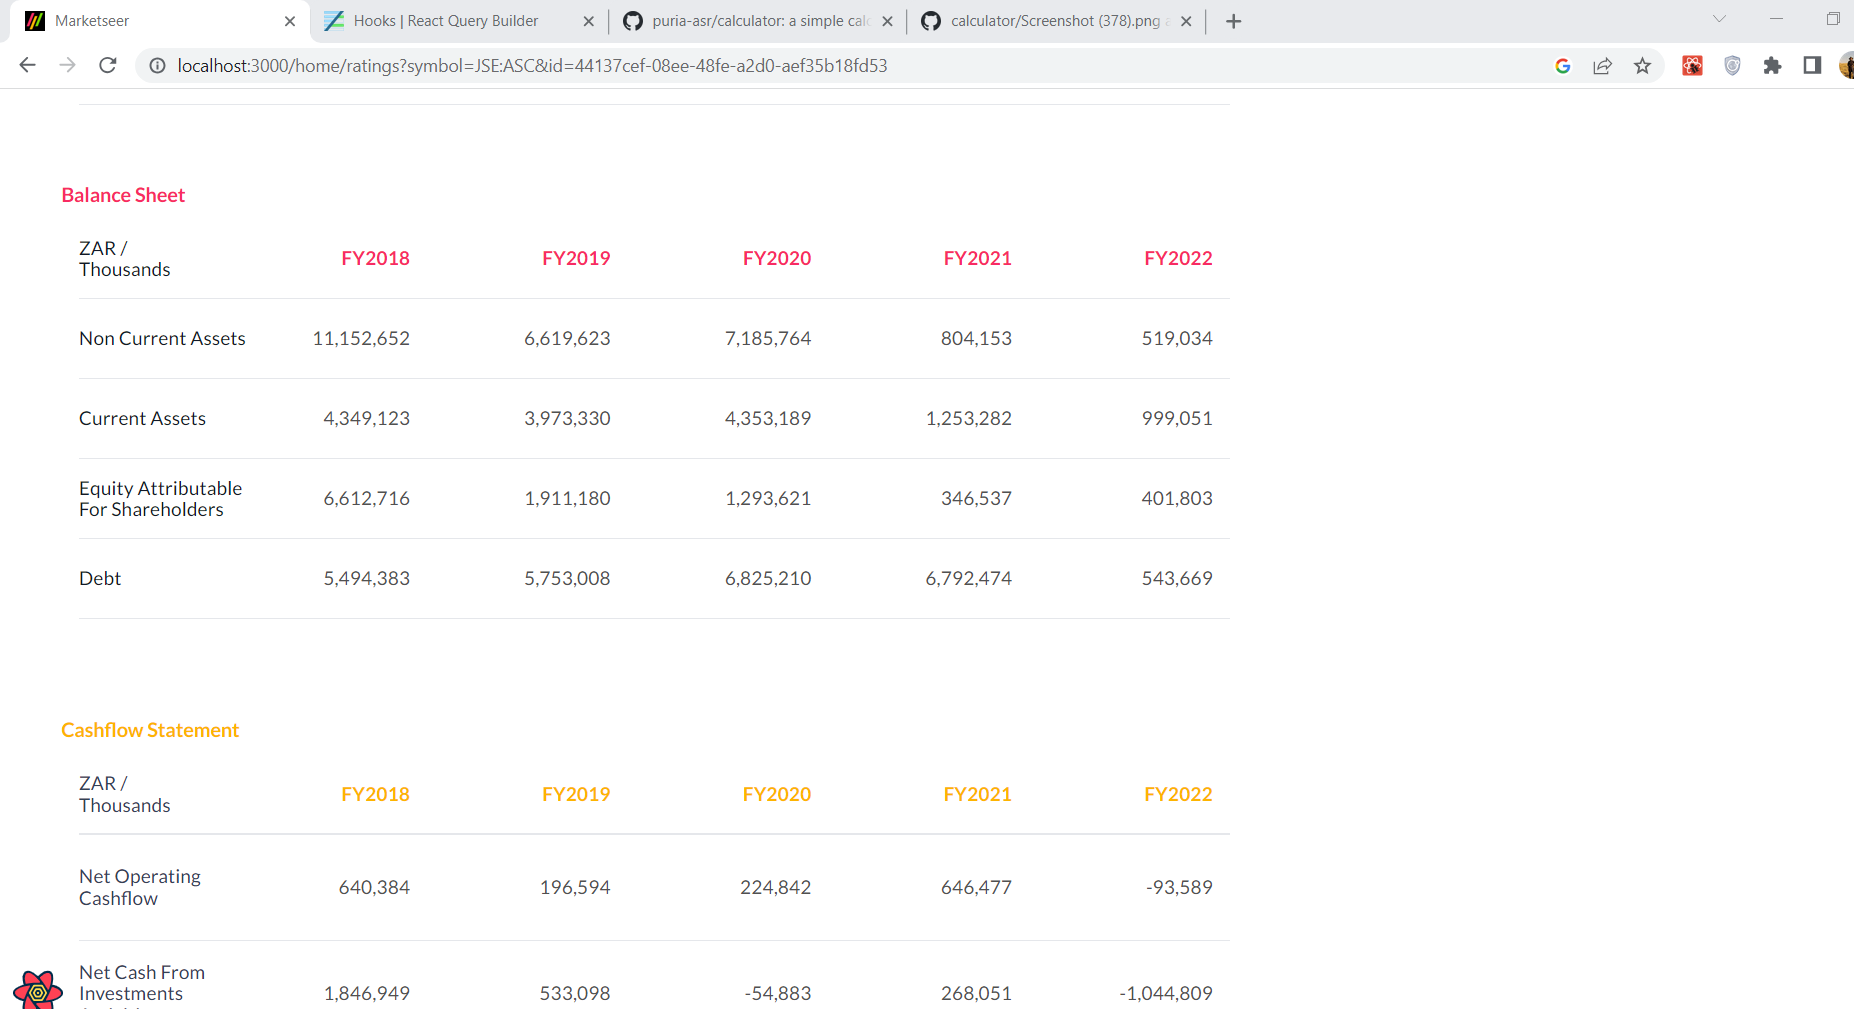 Marketseer
Hooks | React Query Builder
puria-asr/calculator: a simple calc
calculator/Screenshot (378).png
localhost:3000/home/ratings?symbol=JSE:ASC&id=44137cef-08ee-48fe-a2d0-aef35b18fd53
Balance Sheet
ZAR /
Thousands
FY2018 FY2019 FY2020 FY2021 FY2022
Non Current Assets 11,152,652 6,619,623 7,185,764 804,153 519,034
Current Assets 4,349,123 3,973,330 4,353,189 1,253,282 999,051
Equity Attributable
For Shareholders
6,612,716 1,911,180 1,293,621 346,537 401,803
Debt 5,494,383 5,753,008 6,825,210 6,792,474 543,669
Cashflow Statement
ZAR /
Thousands
FY2018 FY2019 FY2020 FY2021 FY2022
Net Operating
Cashflow
640,384 196,594 224,842 646,477 -93,589
Net Cash From
Investments
1,846,949 533,098 -54,883 268,051 -1,044,809